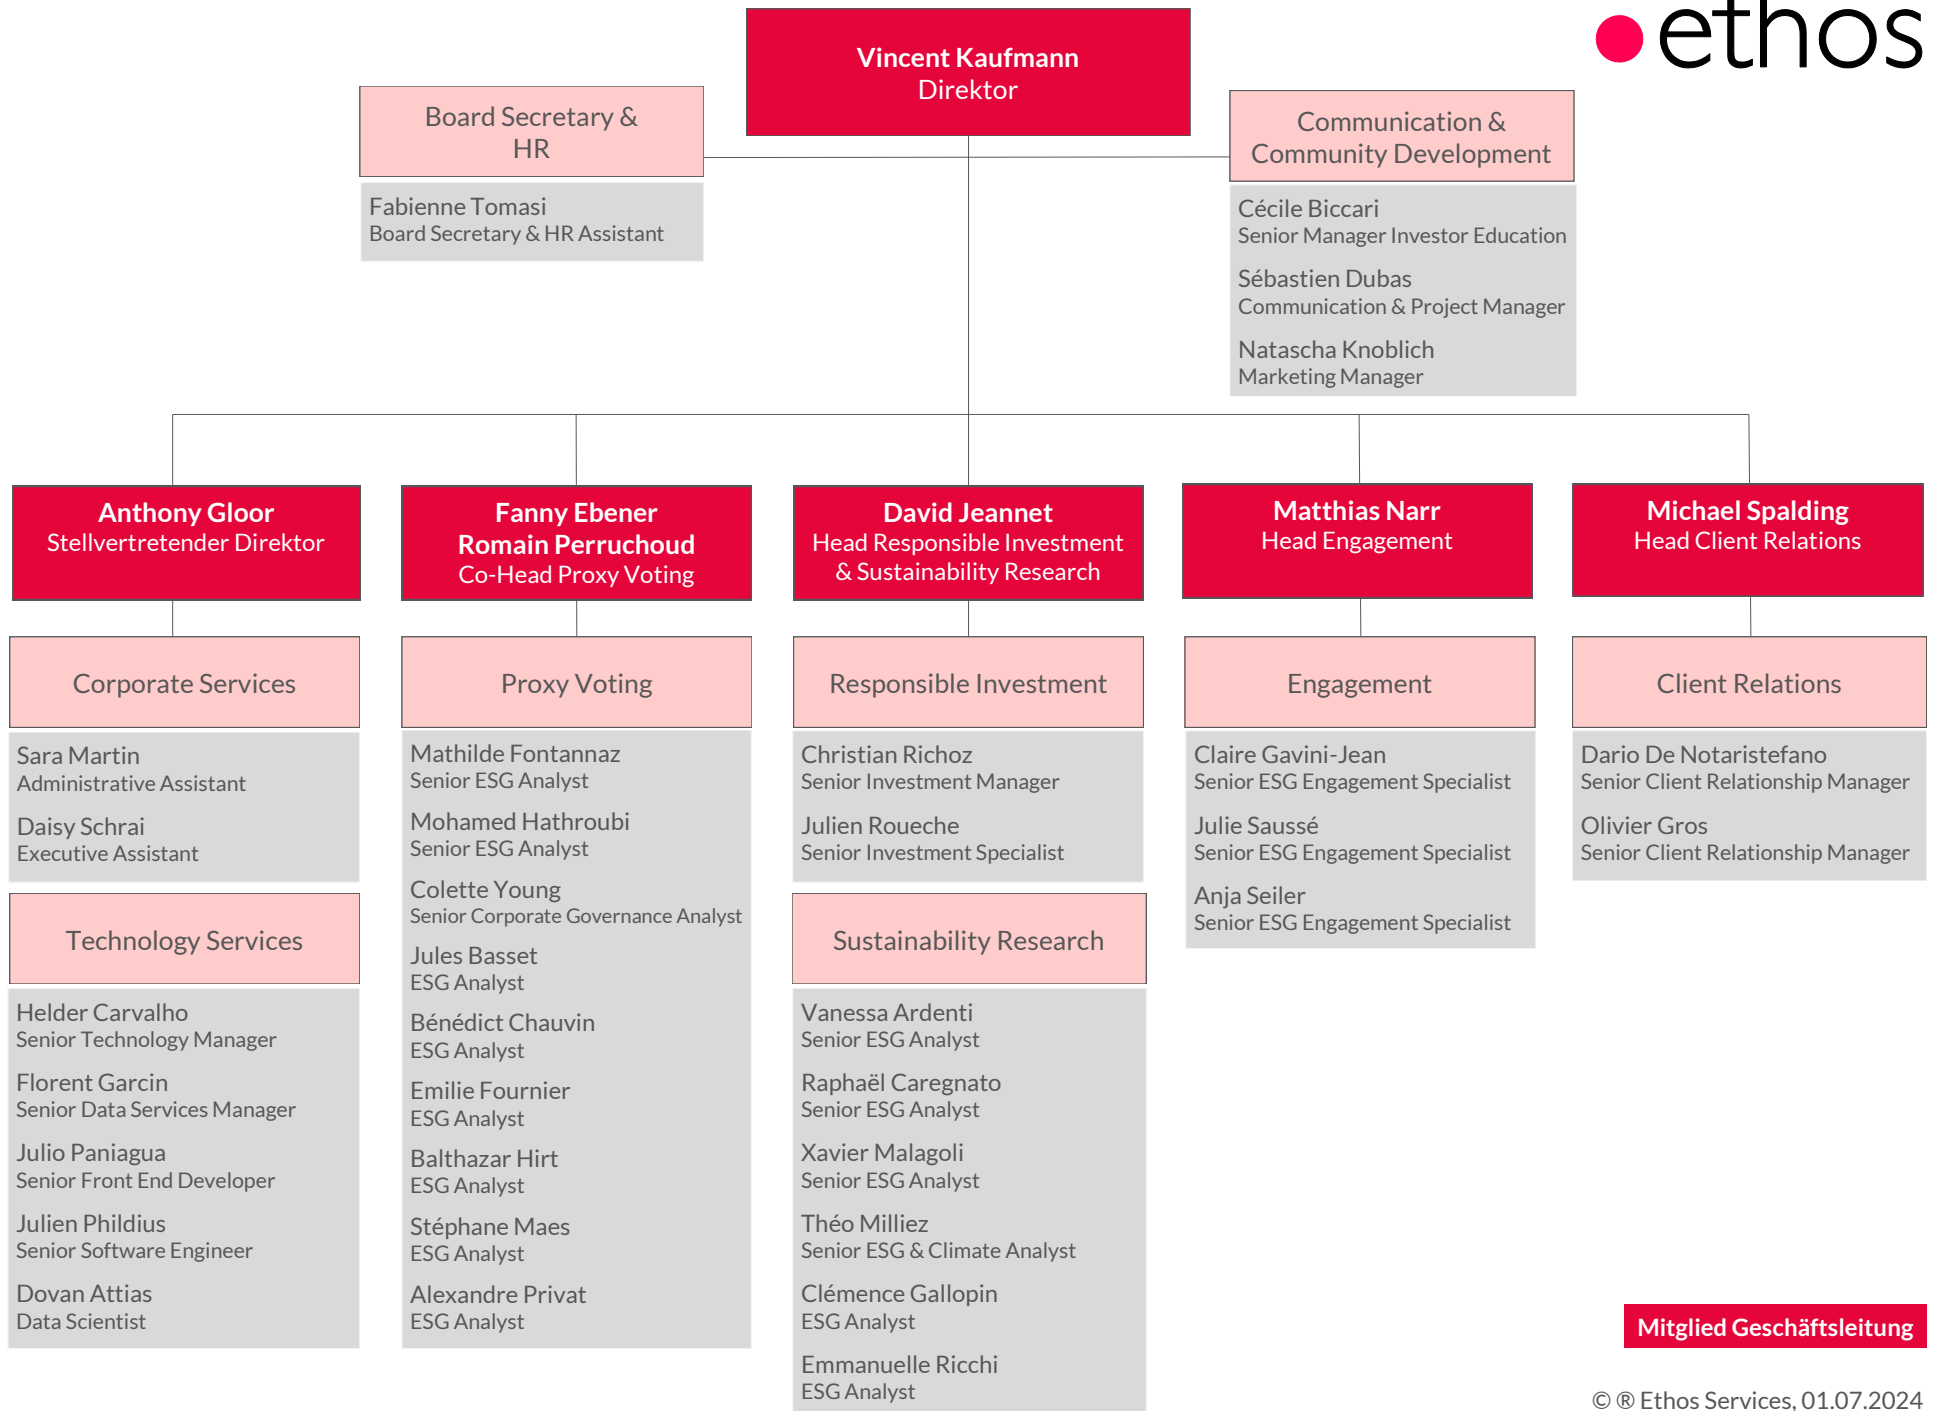 ethos
Vincent Kaufmann
Direktor
Board Secretary &
HR
Fabienne Tomasi
Board Secretary & HR Assistant
Communication &
Community Development
Cécile Biccari
Senior Manager Investor Education
Sébastien Dubas
Communication & Project Manager
Natascha Knoblich
Marketing Manager
Anthony Gloor
Stellvertretender Direktor
Fanny Ebener
Romain Perruchoud
Co-Head Proxy Voting
David Jeannet
Head Responsible Investment
& Sustainability Research
Matthias Narr
Head Engagement
Michael Spalding
Head Client Relations
Corporate Services
Sara Martin
Administrative Assistant
Daisy Schrai
Executive Assistant
Technology Services
Helder Carvalho
Senior Technology Manager
Florent Garcin
Senior Data Services Manager
Julio Paniagua
Senior Front End Developer
Julien Phildius
Senior Software Engineer
Dovan Attias
Data Scientist
Proxy Voting
Mathilde Fontannaz
Senior ESG Analyst
Mohamed Hathroubi
Senior ESG Analyst
Colette Young
Senior Corporate Governance Analyst
Jules Basset
ESG Analyst
Bénédict Chauvin
ESG Analyst
Emilie Fournier
ESG Analyst
Balthazar Hirt
ESG Analyst
Stéphane Maes
ESG Analyst
Alexandre Privat
ESG Analyst
Responsible Investment
Christian Richoz
Senior Investment Manager
Julien Roueche
Senior Investment Specialist
Sustainability Research
Vanessa Ardenti
Senior ESG Analyst
Raphaël Caregnato
Senior ESG Analyst
Xavier Malagoli
Senior ESG Analyst
Théo Milliez
Senior ESG & Climate Analyst
Clémence Gallopin
ESG Analyst
Emmanuelle Ricchi
ESG Analyst
Engagement
Claire Gavini-Jean
Senior ESG Engagement Specialist
Julie Saussé
Senior ESG Engagement Specialist
Anja Seiler
Senior ESG Engagement Specialist
Client Relations
Dario De Notaristefano
Senior Client Relationship Manager
Olivier Gros
Senior Client Relationship Manager
Mitglied Geschäftsleitung
© ® Ethos Services, 01.07.2024